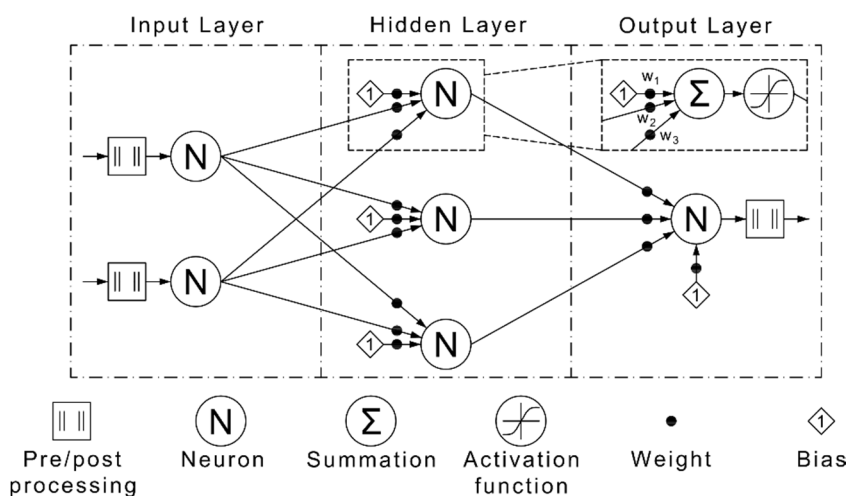 Input Layer
Hidden Layer
Output Layer
1
N
w₁
1
Σ
w₂
w₃
N
1
N
N
N
1
N
1
N
N
Σ
1
Pre/post
processing
Neuron
Summation
Activation
function
Weight
Bias